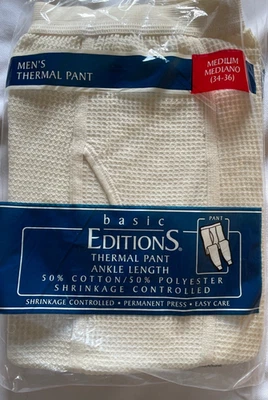 MEN'S
THERMAL PANT
MEDIUM
MEDIANO
(34-36)
basic
EDITIONS®
PANT
THERMAL PANT
ANKLE LENGTH
50% COTTON/50% POLYESTER
SHRINKAGE CONTROLLED
SHRINKAGE CONTROLLED • PERMANENT PRESS • EASY CARE